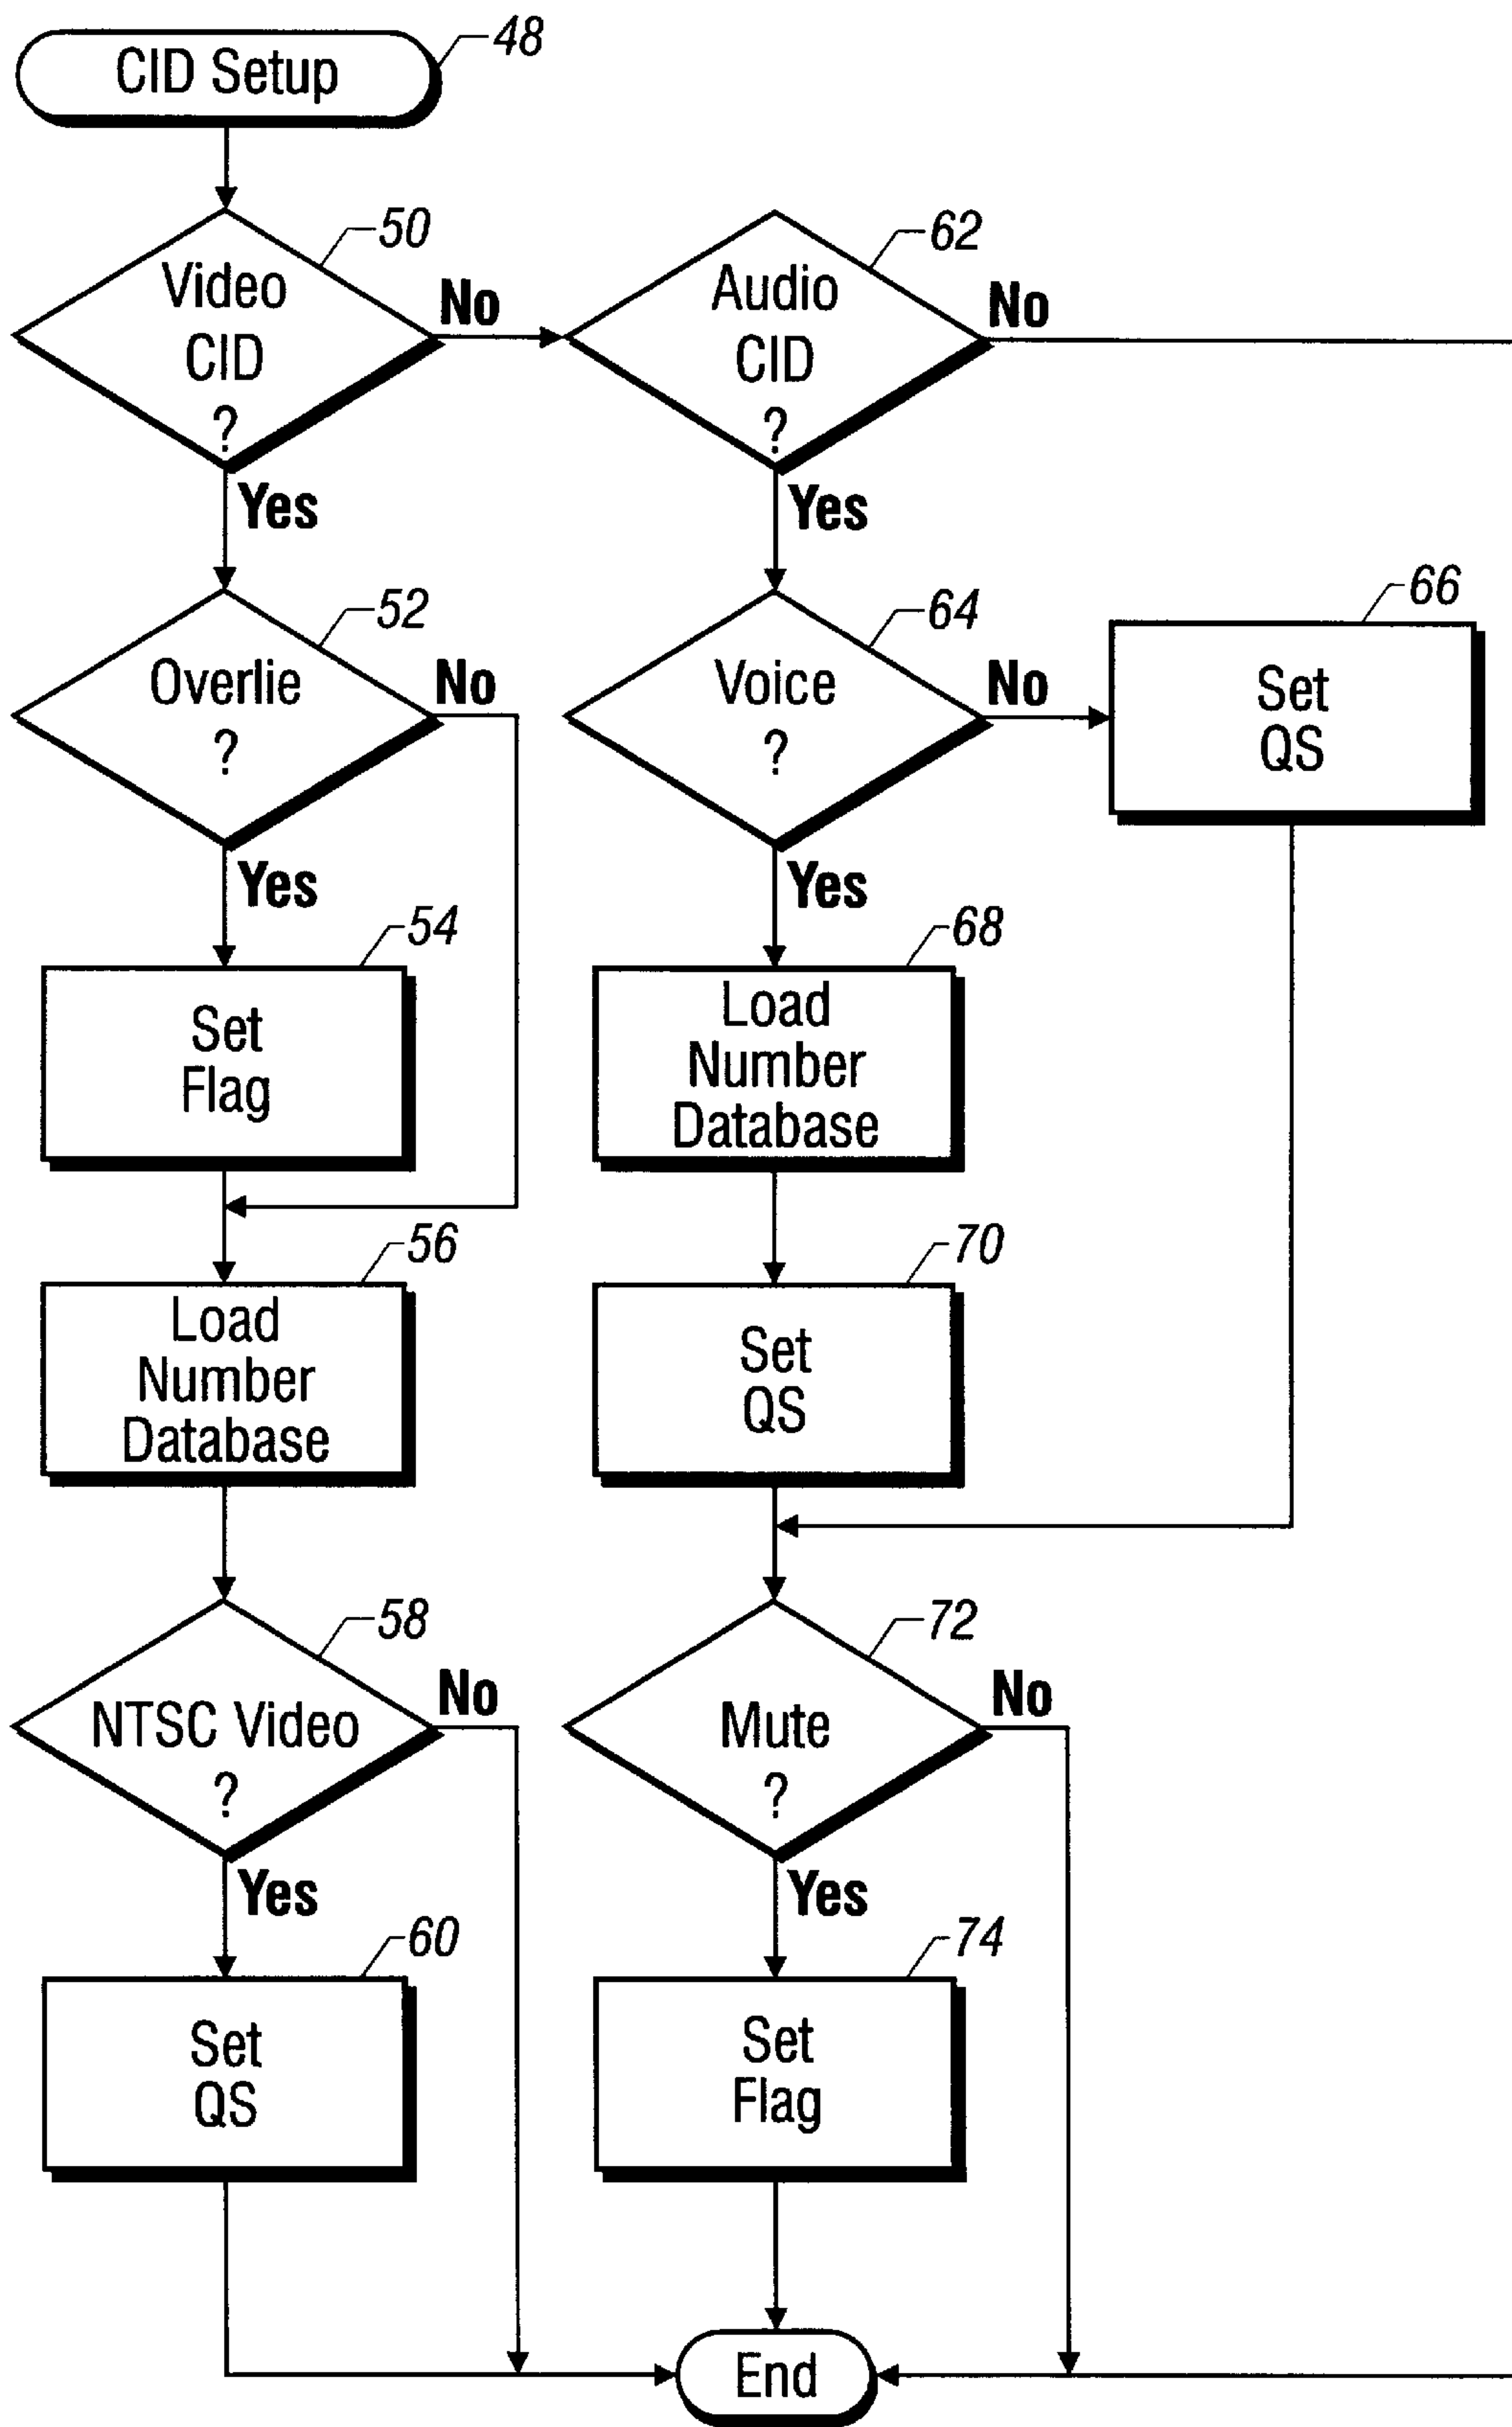 CID Setup
48
Video
CID
?
50
No
Yes
Audio
CID
?
62
No
Yes
Overlie
?
52
No
Yes
Voice
?
64
No
Yes
Set
QS
66
Set
Flag
54
Load
Number
Database
68
Load
Number
Database
56
Set
QS
70
NTSC Video
?
58
No
Yes
Mute
?
72
No
Yes
Set
QS
60
Set
Flag
74
End